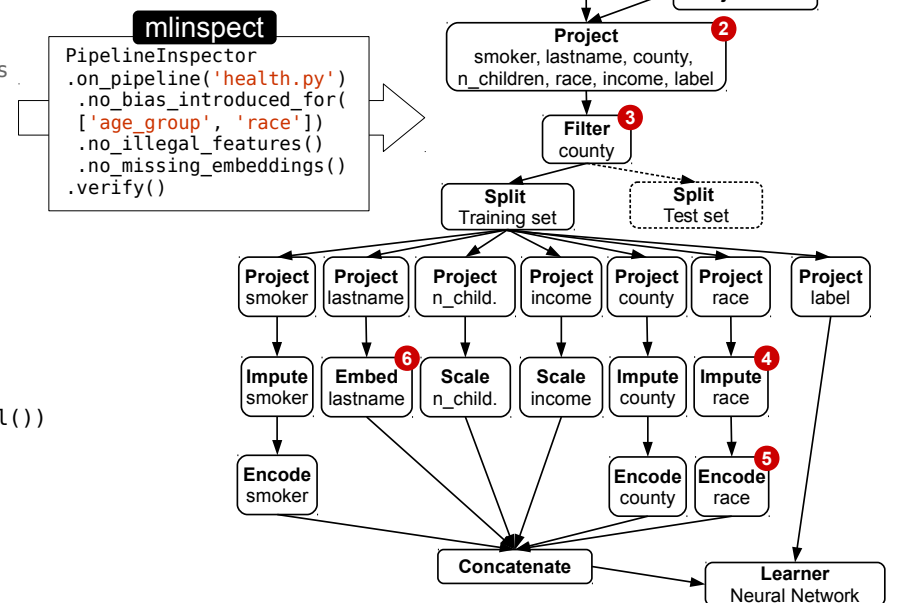 mlinspect
PipelineInspector
.on_pipeline('health.py')
.no_bias_introduced_for(
['age_group', 'race'])
.no_illegal_features()
.no_missing_embeddings()
.verify()
s
l())
2
Project
smoker, lastname, county,
n_children, race, income, label
3
Filter
county
Split
Training set
Split
Test set
Project
smoker
Project
lastname
Project
n_child.
Project
income
Project
county
Project
race
Project
label
Impute
smoker
6
Embed
lastname
Scale
n_child.
Scale
income
Impute
county
4
Impute
race
Encode
smoker
Encode
county
5
Encode
race
Concatenate
Learner
Neural Network